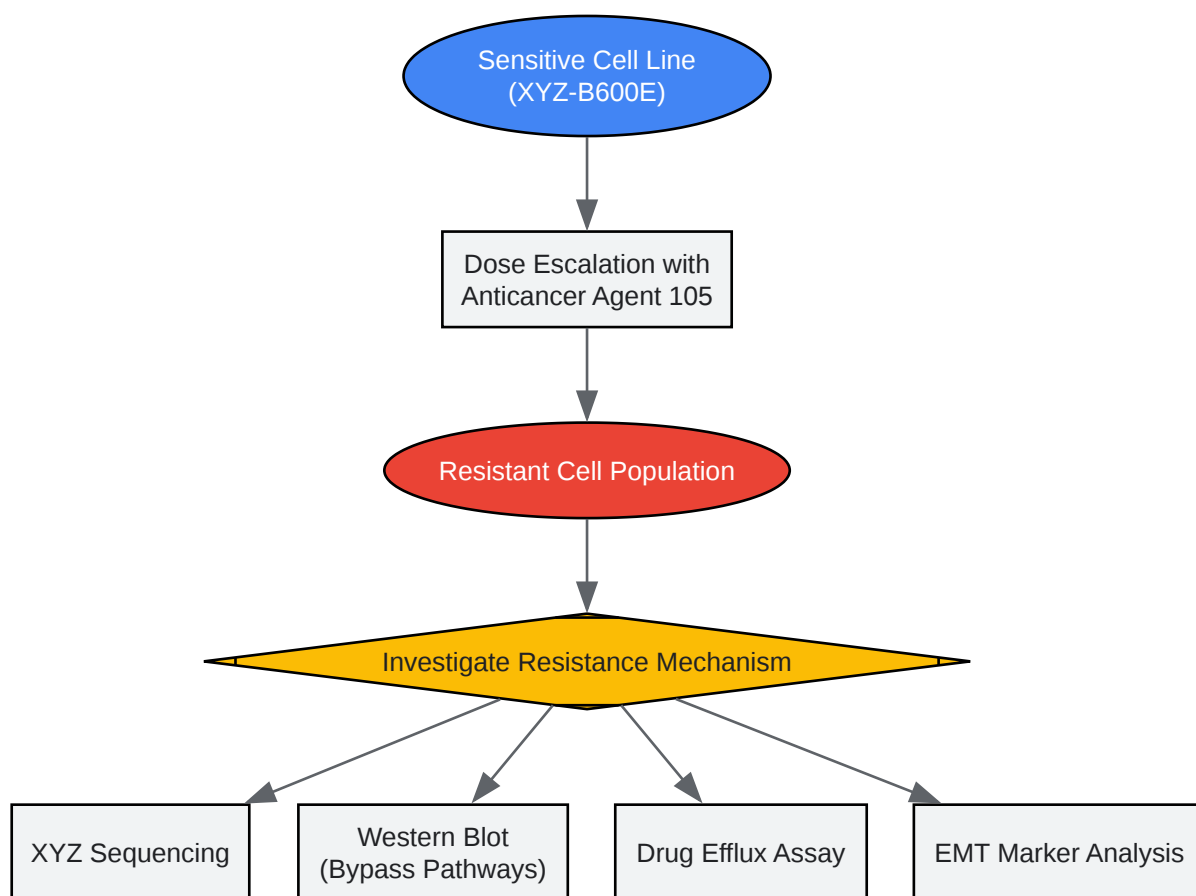 Sensitive Cell Line
(XYZ-B600E)
Dose Escalation with
Anticancer Agent 105
Resistant Cell Population
Investigate Resistance Mechanism
XYZ Sequencing
Western Blot
(Bypass Pathways)
Drug Efflux Assay
EMT Marker Analysis